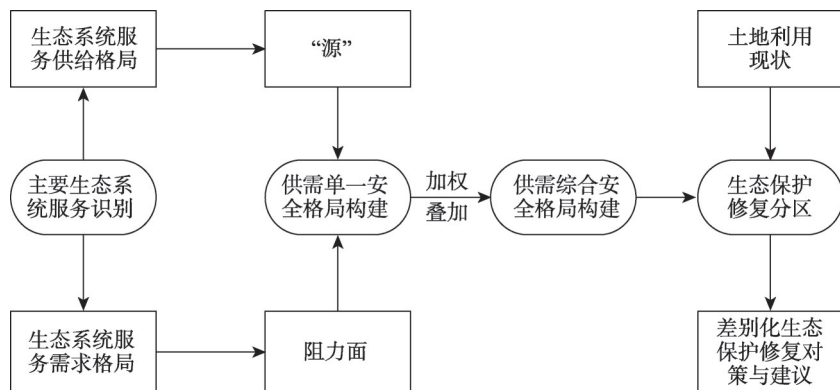 生态系统服
务供给格局
“源”
土地利用
现状
主要生态系
统服务识别
供需单一安
全格局构建
加权
叠加
供需综合安
全格局构建
生态保护
修复分区
生态系统服
务需求格局
阻力面
差别化生态
保护修复对
策与建议